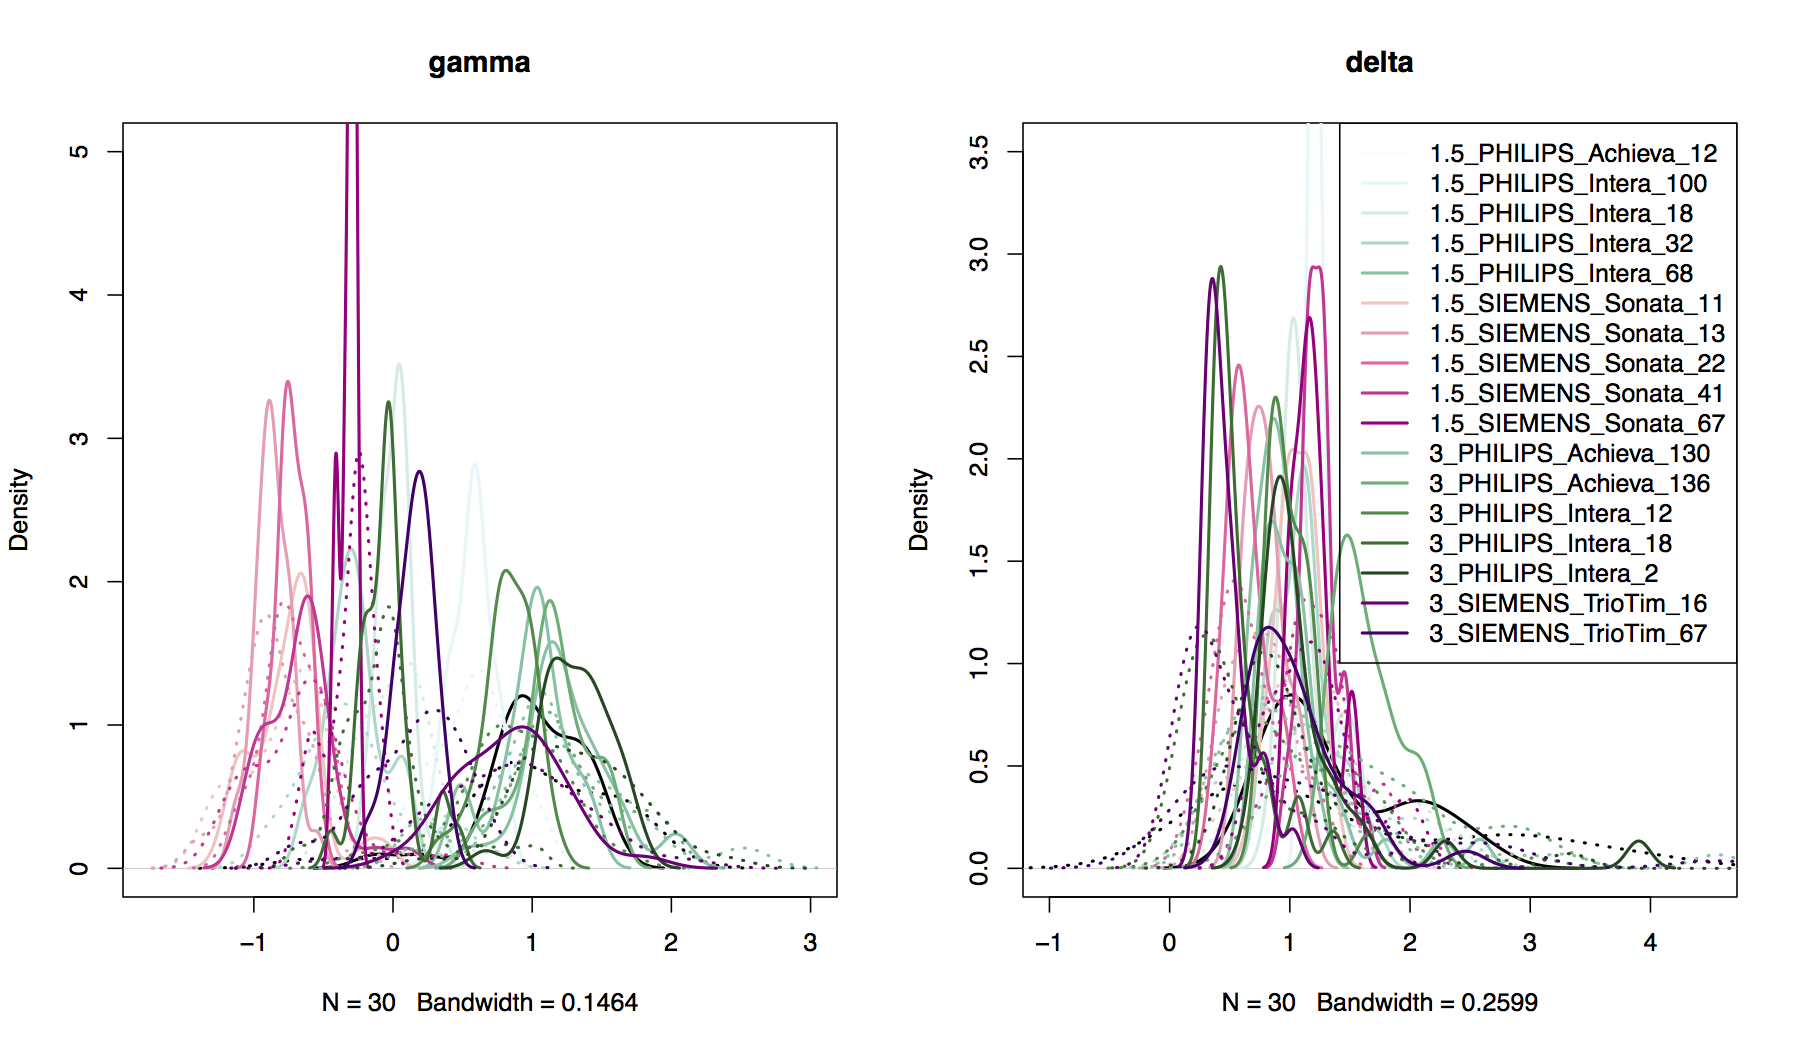 gamma
Density
5
4
3
2
1
0
−1 0 1 2 3
N = 30 Bandwidth = 0.1464
delta
Density
3.5
3.0
2.5
2.0
1.5
1.0
0.5
0.0
1.5_PHILIPS_Achieva_12
1.5_PHILIPS_Intera_100
1.5_PHILIPS_Intera_18
1.5_PHILIPS_Intera_32
1.5_PHILIPS_Intera_68
1.5_SIEMENS_Sonata_11
1.5_SIEMENS_Sonata_13
1.5_SIEMENS_Sonata_22
1.5_SIEMENS_Sonata_41
1.5_SIEMENS_Sonata_67
3_PHILIPS_Achieva_130
3_PHILIPS_Achieva_136
3_PHILIPS_Intera_12
3_PHILIPS_Intera_18
3_PHILIPS_Intera_2
3_SIEMENS_TrioTim_16
3_SIEMENS_TrioTim_67
−1 0 1 2 3 4
N = 30 Bandwidth = 0.2599